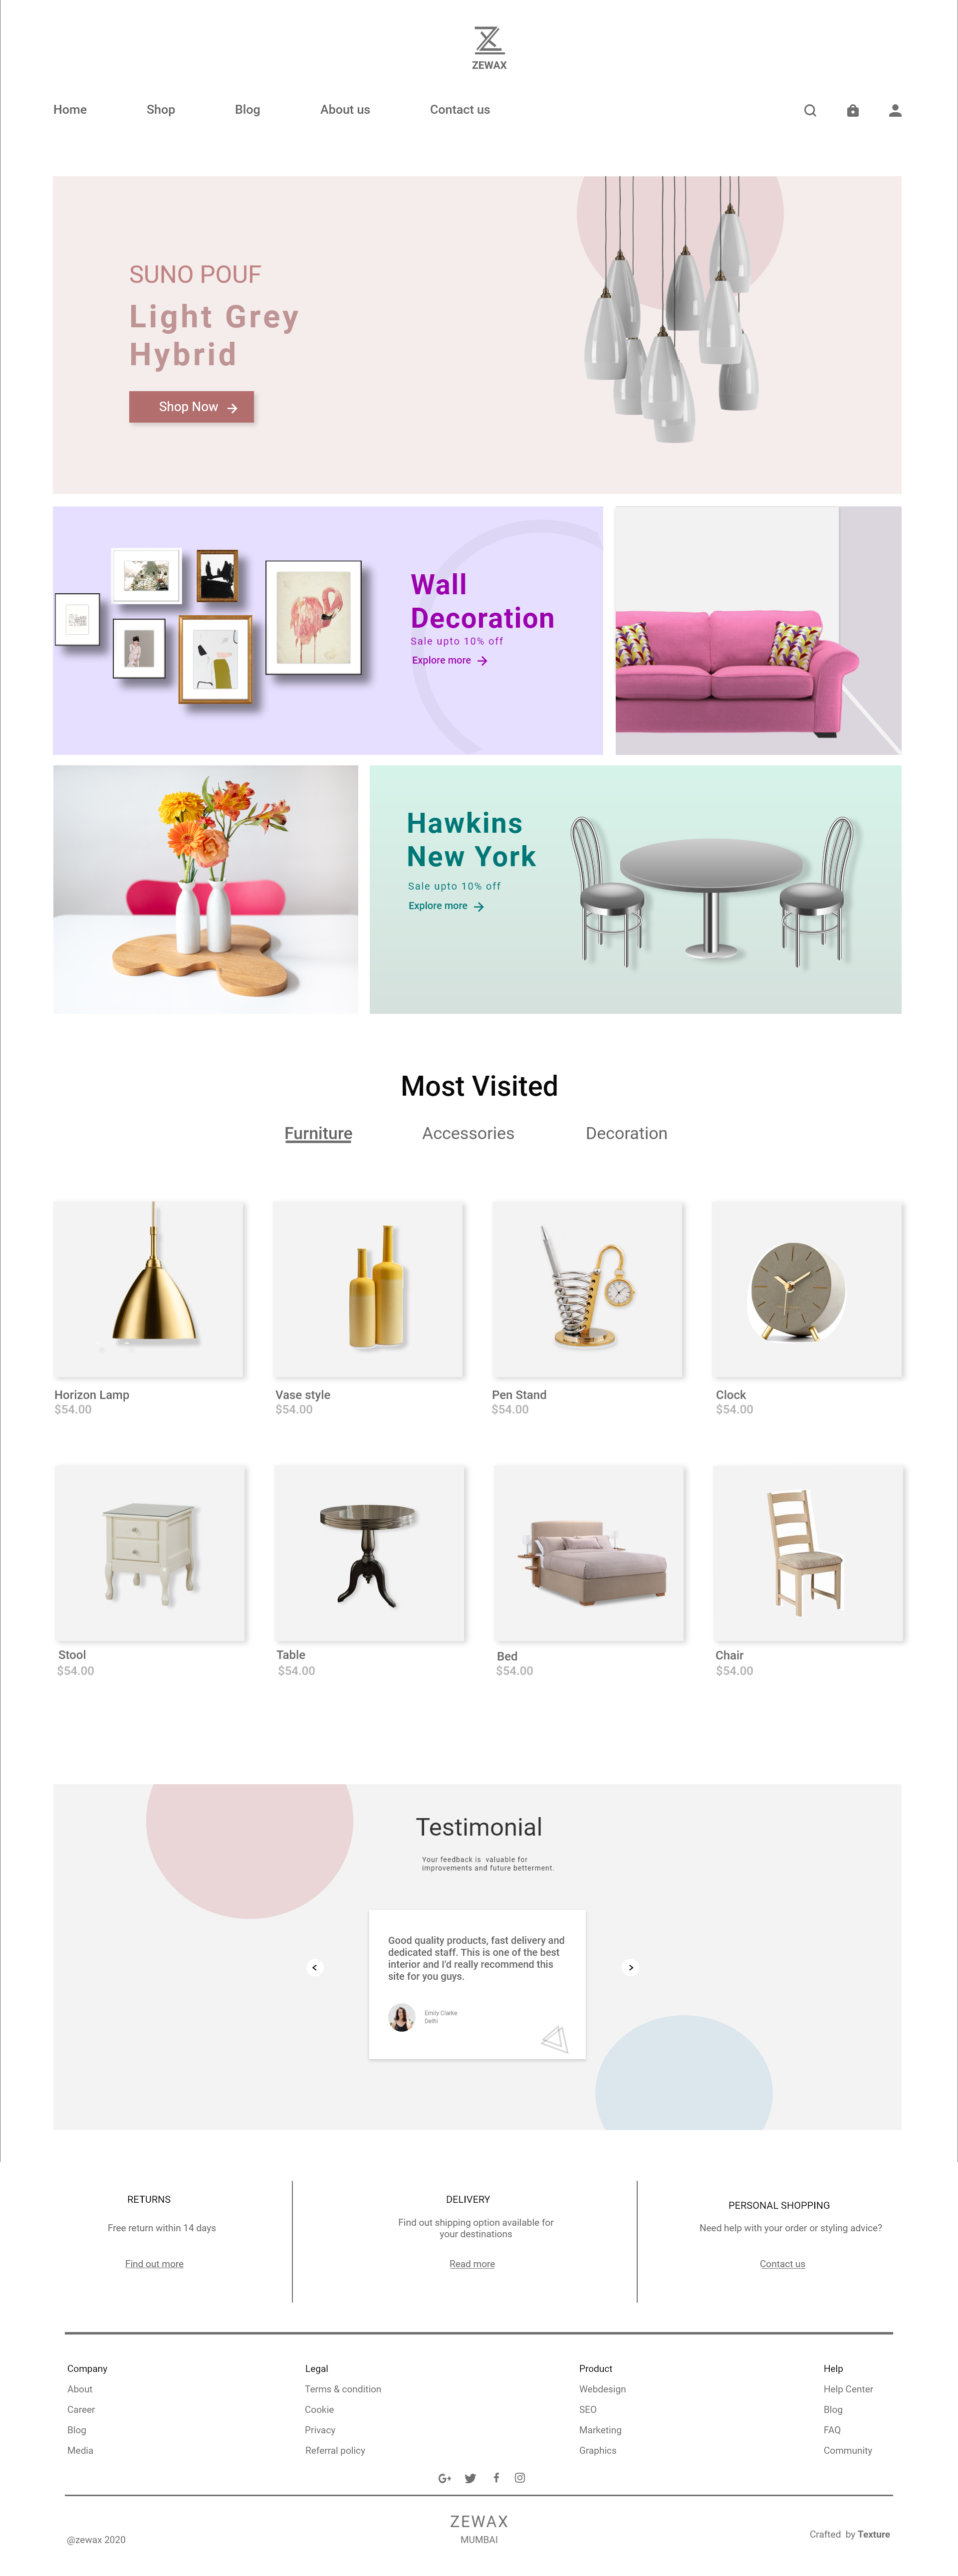 ZEWAX
Home Shop Blog About us Contact us
SUNO POUF
Light Grey
Hybrid
Shop Now
Wall
Decoration
Sale upto 10% off
Explore more
Hawkins
New York
Sale upto 10% off
Explore more
Most Visited
Furniture Accessories Decoration
Horizon Lamp
$54.00
Vase style
$54.00
Pen Stand
$54.00
Clock
$54.00
Stool
$54.00
Table
$54.00
Bed
$54.00
Chair
$54.00
Testimonial
Your feedback is valuable for
improvements and future betterment.
Good quality products, fast delivery and
dedicated staff. This is one of the best
interior and I'd really recommend this
site for you guys.
Emily Clarke
Delhi
RETURNS
Free return within 14 days
Find out more
DELIVERY
Find out shipping option available for
your destinations
Read more
PERSONAL SHOPPING
Need help with your order or styling advice?
Contact us
Company
About
Career
Blog
Media
Legal
Terms & condition
Cookie
Privacy
Referral policy
Product
Webdesign
SEO
Marketing
Graphics
Help
Help Center
Blog
FAQ
Community
G+
ZEWAX
MUMBAI
@zewax 2020
Crafted by Texture